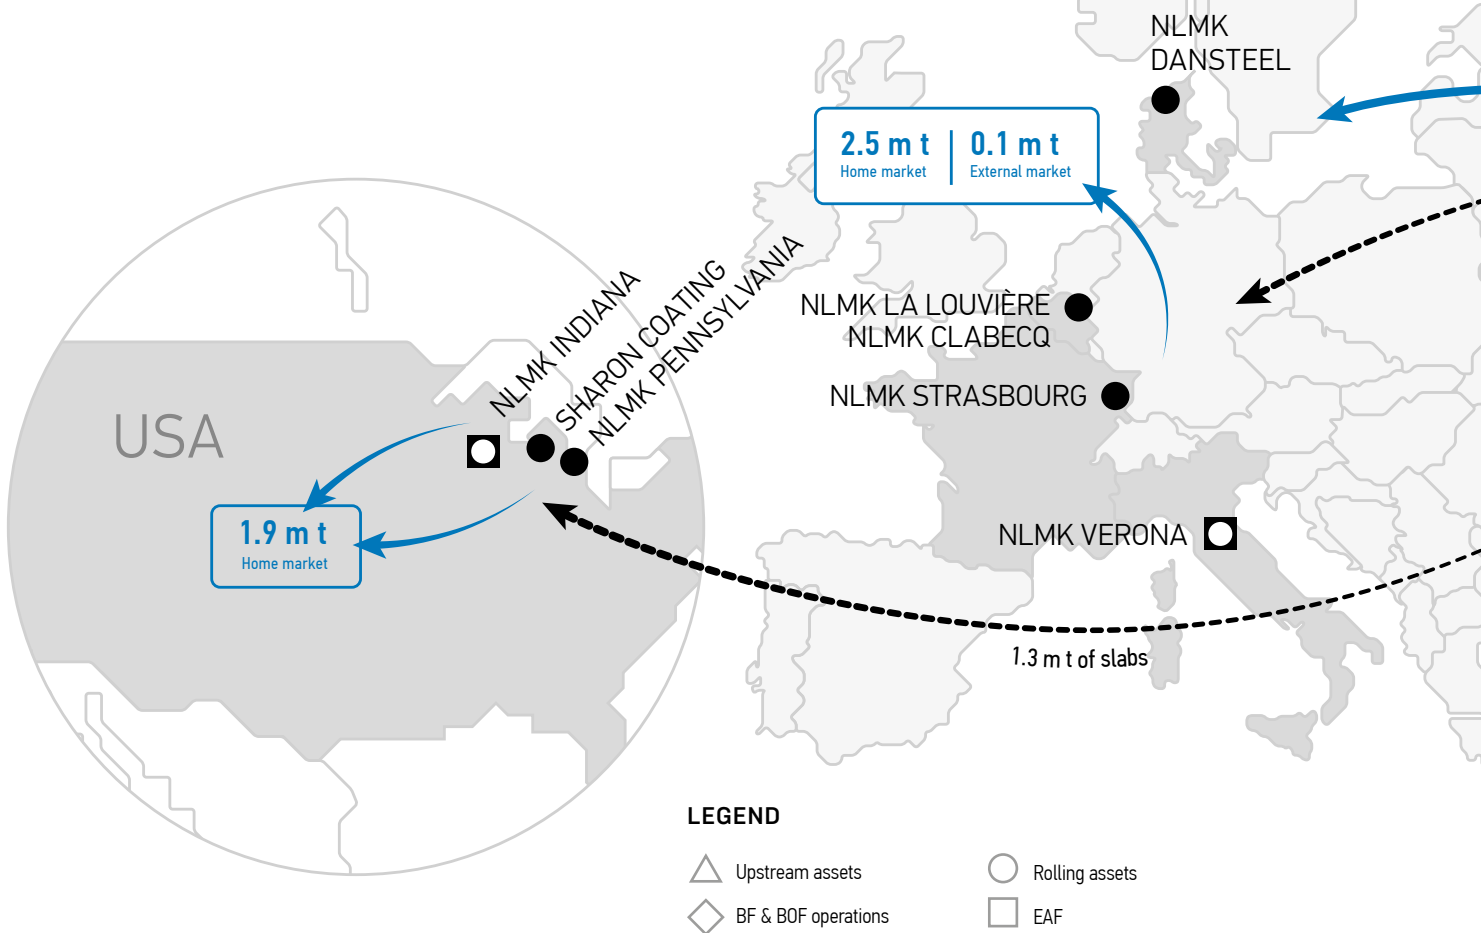 NLMK
DANSTEEL
2.5 m t
Home market
0.1 m t
External market
NLMK INDIANA
SHARON COATING
NLMK PENNSYLVANIA
NLMK LA LOUVIÈRE
NLMK CLABECQ
NLMK STRASBOURG
USA
1.9 m t
Home market
NLMK VERONA
1.3 m t of slabs
LEGEND
Upstream assets
Rolling assets
BF & BOF operations
EAF